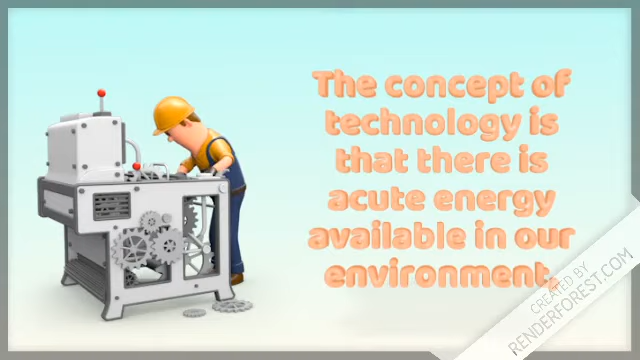 The concept of
technology is
that there is
acute energy
available in our
environment.
CREATED BY
RENDERFOREST.COM